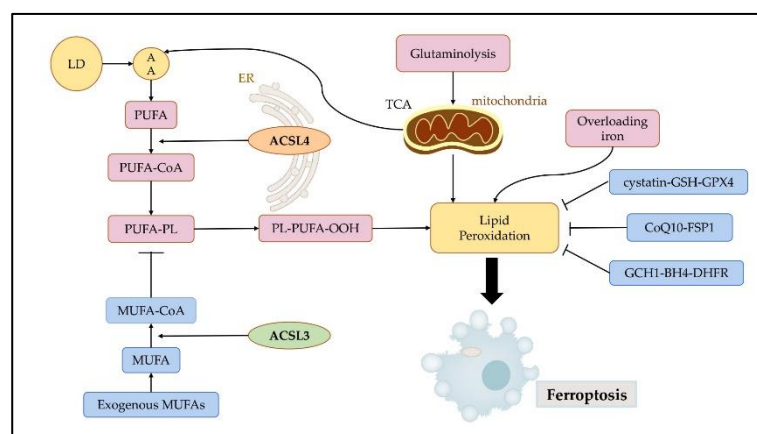 LD
A
A
ER
Glutaminolysis
TCA
mitochondria
Overloading
iron
PUFA
ACSL4
PUFA-CoA
cystatin-GSH-GPX4
PUFA-PL
PL-PUFA-OOH
Lipid
Peroxidation
CoQ10-FSP1
GCH1-BH4-DHFR
MUFA-CoA
ACSL3
MUFA
Exogenous MUFAs
Ferroptosis